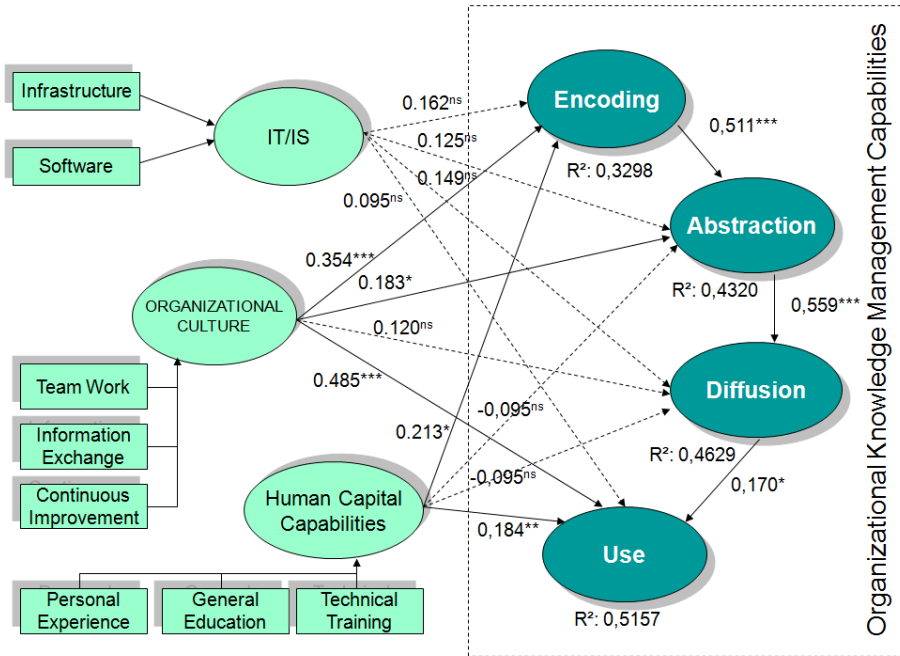 Infrastructure
Software
IT/IS
ORGANIZATIONAL
CULTURE
Team Work
Information
Exchange
Continuous
Improvement
Human Capital
Capabilities
Personal
Experience
General
Education
Technical
Training
0.162ns
0.125ns
0.149ns
0.095ns
0.354***
0.183*
0.120ns
0.485***
-0,095ns
0.213*
-0,095ns
0,184**
Encoding
R²: 0,3298
0,511***
Abstraction
R²: 0,4320
0,559***
Diffusion
R²: 0,4629
0,170*
Use
R²: 0,5157
Organizational Knowledge Management Capabilities